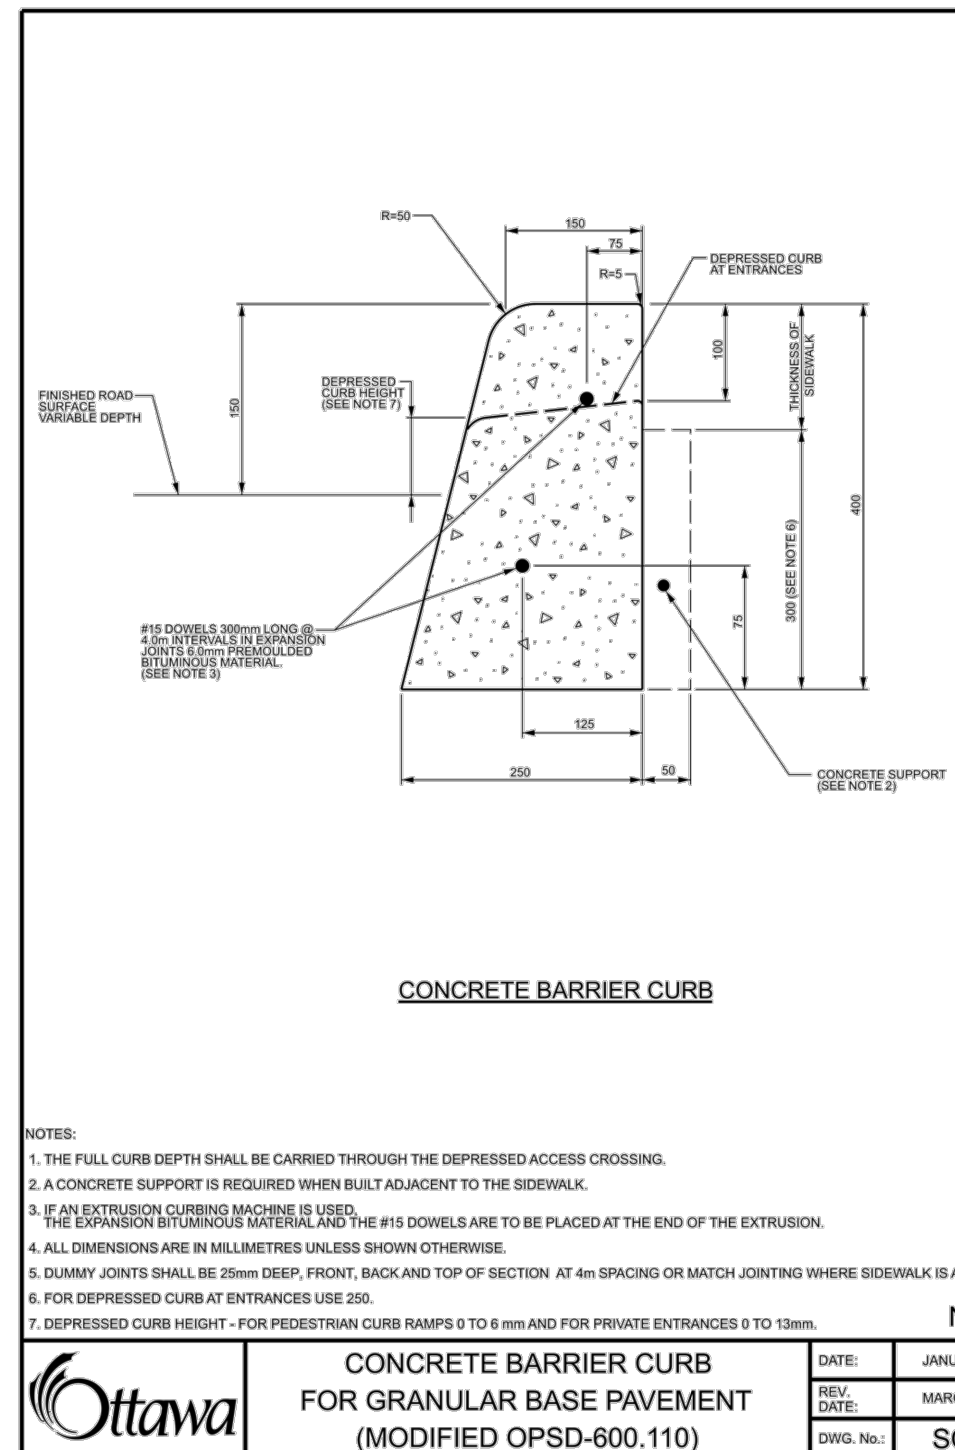 R=50
150
75
R=5
DEPRESSED CURB
AT ENTRANCES
100
THICKNESS OF
SIDEWALK
FINISHED ROAD
SURFACE
VARIABLE DEPTH
150
DEPRESSED
CURB HEIGHT
(SEE NOTE 7)
400
300 (SEE NOTE 6)
75
#15 DOWELS 300mm LONG @
4.0m INTERVALS IN EXPANSION
JOINTS 6.0mm PREMOULDED
BITUMINOUS MATERIAL.
(SEE NOTE 3)
125
250
50
CONCRETE SUPPORT
(SEE NOTE 2)
CONCRETE BARRIER CURB
NOTES:
1. THE FULL CURB DEPTH SHALL BE CARRIED THROUGH THE DEPRESSED ACCESS CROSSING.
2. A CONCRETE SUPPORT IS REQUIRED WHEN BUILT ADJACENT TO THE SIDEWALK.
3. IF AN EXTRUSION CURBING MACHINE IS USED,
THE EXPANSION BITUMINOUS MATERIAL AND THE #15 DOWELS ARE TO BE PLACED AT THE END OF THE EXTRUSION.
4. ALL DIMENSIONS ARE IN MILLIMETRES UNLESS SHOWN OTHERWISE.
5. DUMMY JOINTS SHALL BE 25mm DEEP, FRONT, BACK AND TOP OF SECTION AT 4m SPACING OR MATCH JOINTING WHERE SIDEWALK IS
6. FOR DEPRESSED CURB AT ENTRANCES USE 250.
7. DEPRESSED CURB HEIGHT - FOR PEDESTRIAN CURB RAMPS 0 TO 6 mm AND FOR PRIVATE ENTRANCES 0 TO 13mm.
Ottawa
CONCRETE BARRIER CURB
FOR GRANULAR BASE PAVEMENT
(MODIFIED OPSD-600.110)
DATE:
REV.
DATE:
DWG. No.: